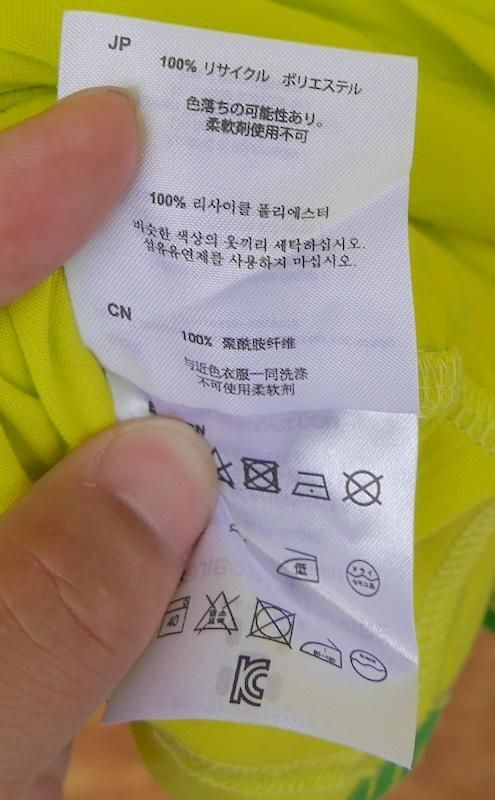 JP
100% リサイクル ポリエステル
色落ちの可能性あり。
柔軟剤使用不可
100% 리사이클 폴리에스터
비슷한 색상의 옷끼리 세탁하십시오.
섬유유연제를 사용하지 마십시오.
CN
100% 聚酰胺纤维
与近色衣服一同洗涤
不可使用柔软剂
低
40
80~120